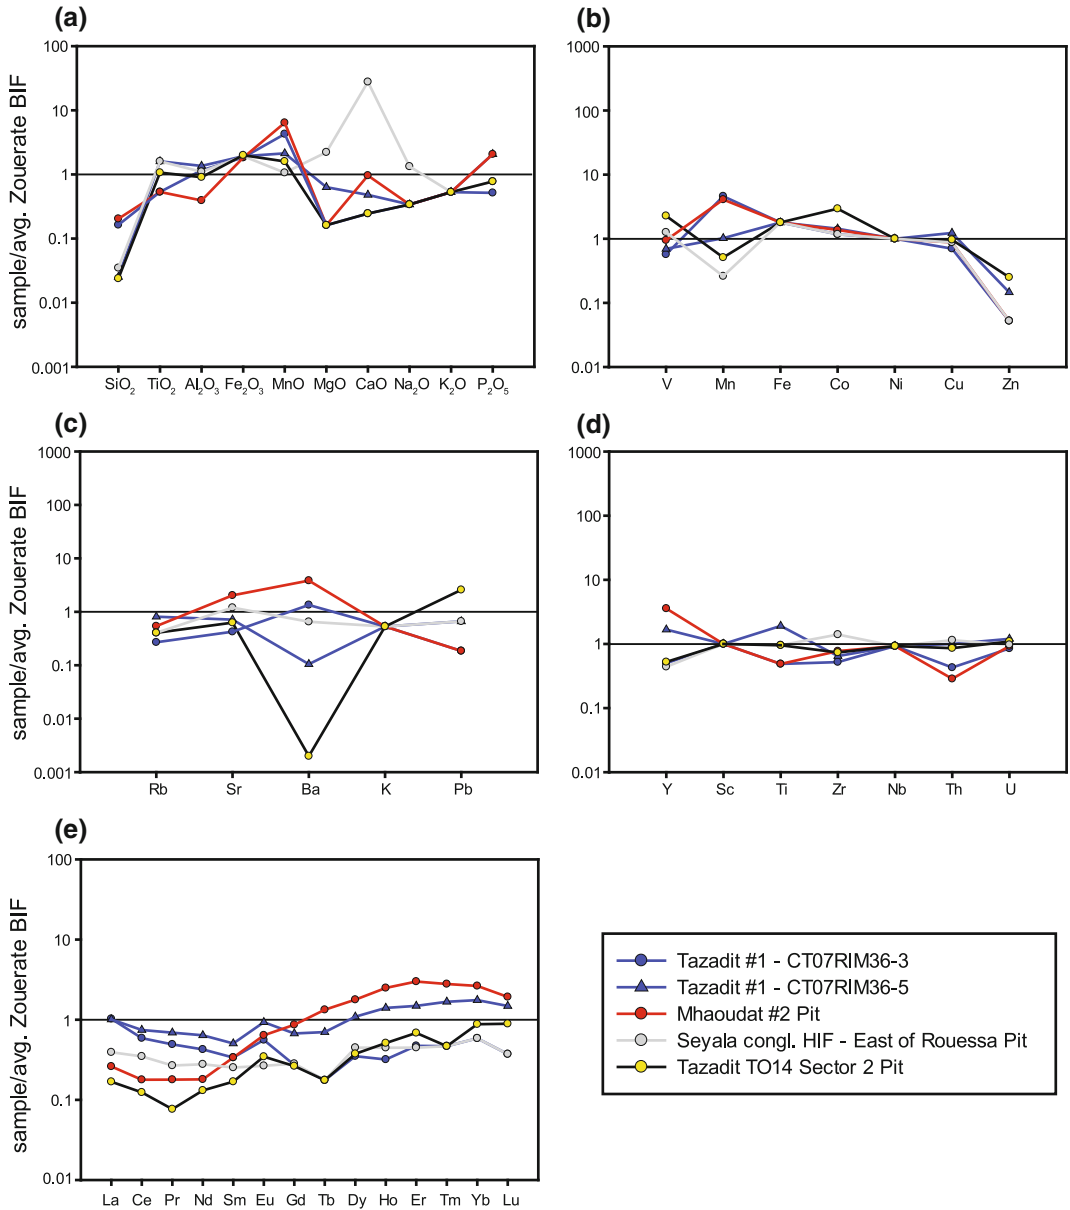 (a)
sample/avg. Zouerate BIF
100
10
1
0.1
0.01
0.001
SiO₂ TiO₂ Al₂O₃ Fe₂O₃ MnO MgO CaO Na₂O K₂O P₂O₅
(b)
1000
100
10
1
0.1
0.01
V Mn Fe Co Ni Cu Zn
(c)
sample/avg. Zouerate BIF
1000
100
10
1
0.1
0.01
0.001
Rb Sr Ba K Pb
(d)
1000
100
10
1
0.1
0.01
Y Sc Ti Zr Nb Th U
(e)
sample/avg. Zouerate BIF
100
10
1
0.1
0.01
La Ce Pr Nd Sm Eu Gd Tb Dy Ho Er Tm Yb Lu
Tazadit #1 - CT07RIM36-3
Tazadit #1 - CT07RIM36-5
Mhaoudat #2 Pit
Seyala congl. HIF - East of Rouessa Pit
Tazadit TO14 Sector 2 Pit